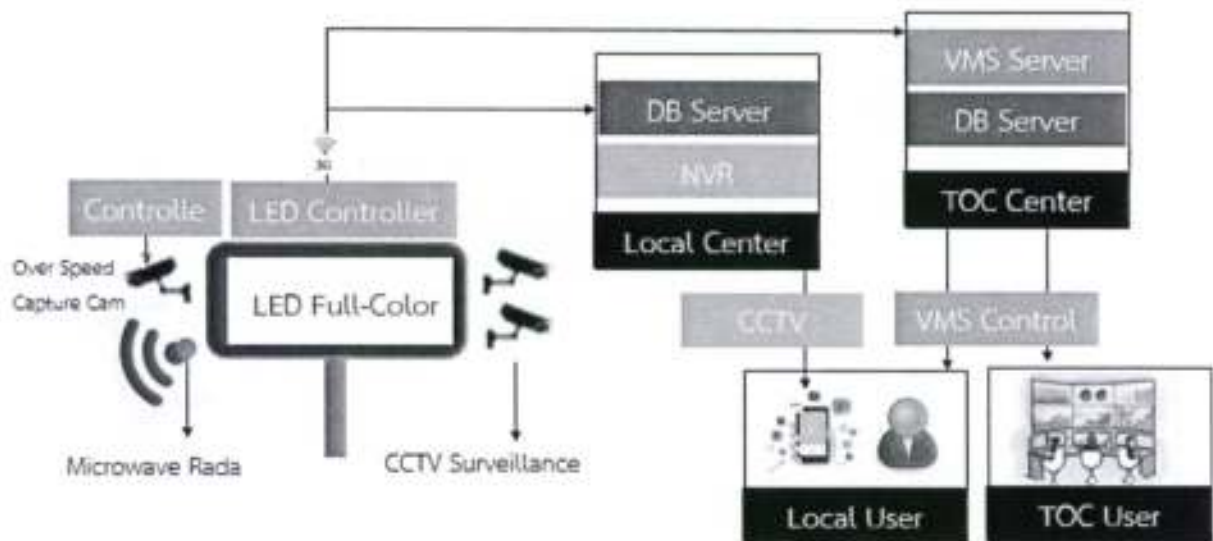 VMS Server
DB Server
DB Server
NVR
TOC Center
Controlle
LED Controller
Local Center
Over Speed
Capture Cam
LED Full-Color
CCTV
VMS Control
Microwave Rada
CCTV Surveillance
Local User
TOC User